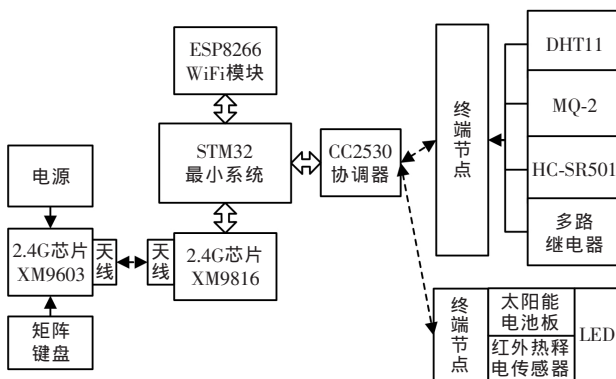 ESP8266
WiFi模块
STM32
最小系统
CC2530
协调器
电源
2.4G芯片
XM9603
天线
天线
2.4G芯片
XM9816
矩阵
键盘
终端节点
DHT11
MQ-2
HC-SR501
多路
继电器
终端节点
太阳能
电池板
红外热释
电传感器
LED